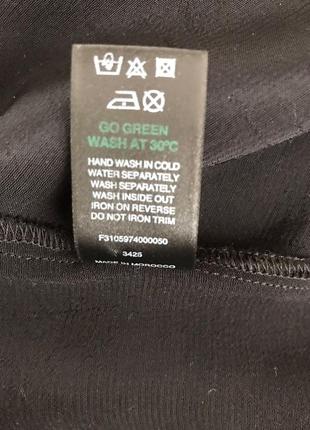 GO GREEN
WASH AT 30°C
HAND WASH IN COLD
WATER SEPARATELY
WASH SEPARATELY
WASH INSIDE OUT
IRON ON REVERSE
DO NOT IRON TRIM
F3105974000050
3425
MADE IN MOROCCO